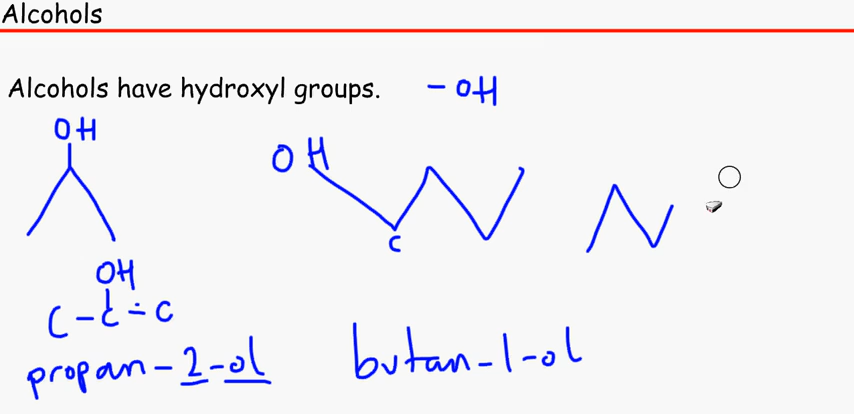 Alcohols
Alcohols have hydroxyl groups. -OH
OH
OH
C
OH
C-C-C
propan-2-ol
butan-1-ol